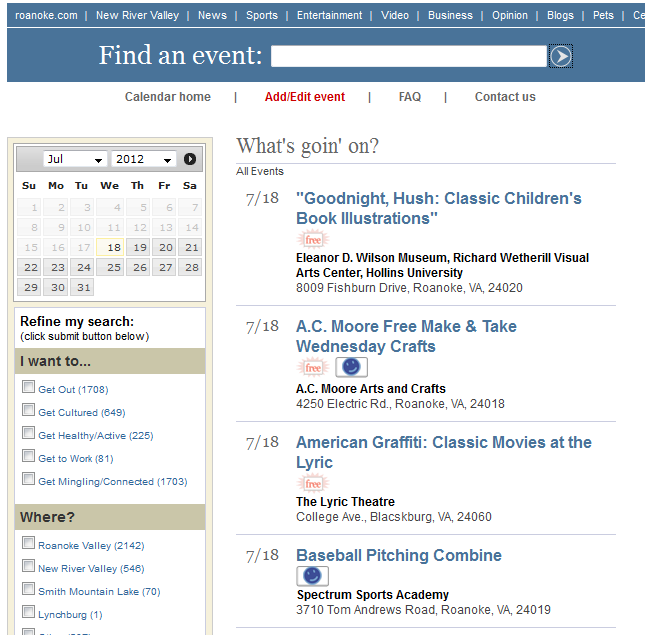 roanoke.com | New River Valley | News | Sports | Entertainment | Video | Business | Opinion | Blogs | Pets | Ce
Find an event:
Calendar home | Add/Edit event | FAQ | Contact us
Jul 2012
Su Mo Tu We Th Fr Sa
1 2 3 4 5 6 7
8 9 10 11 12 13 14
15 16 17 18 19 20 21
22 23 24 25 26 27 28
29 30 31
Refine my search:
(click submit button below)
I want to...
Get Out (1708)
Get Cultured (649)
Get Healthy/Active (225)
Get to Work (81)
Get Mingling/Connected (1703)
Where?
Roanoke Valley (2142)
New River Valley (546)
Smith Mountain Lake (70)
Lynchburg (1)
What's goin' on?
All Events
7/18 "Goodnight, Hush: Classic Children's
Book Illustrations"
free
Eleanor D. Wilson Museum, Richard Wetherill Visual
Arts Center, Hollins University
8009 Fishburn Drive, Roanoke, VA, 24020
7/18 A.C. Moore Free Make & Take
Wednesday Crafts
free
A.C. Moore Arts and Crafts
4250 Electric Rd., Roanoke, VA, 24018
7/18 American Graffiti: Classic Movies at the
Lyric
free
The Lyric Theatre
College Ave., Blacskburg, VA, 24060
7/18 Baseball Pitching Combine
Spectrum Sports Academy
3710 Tom Andrews Road, Roanoke, VA, 24019